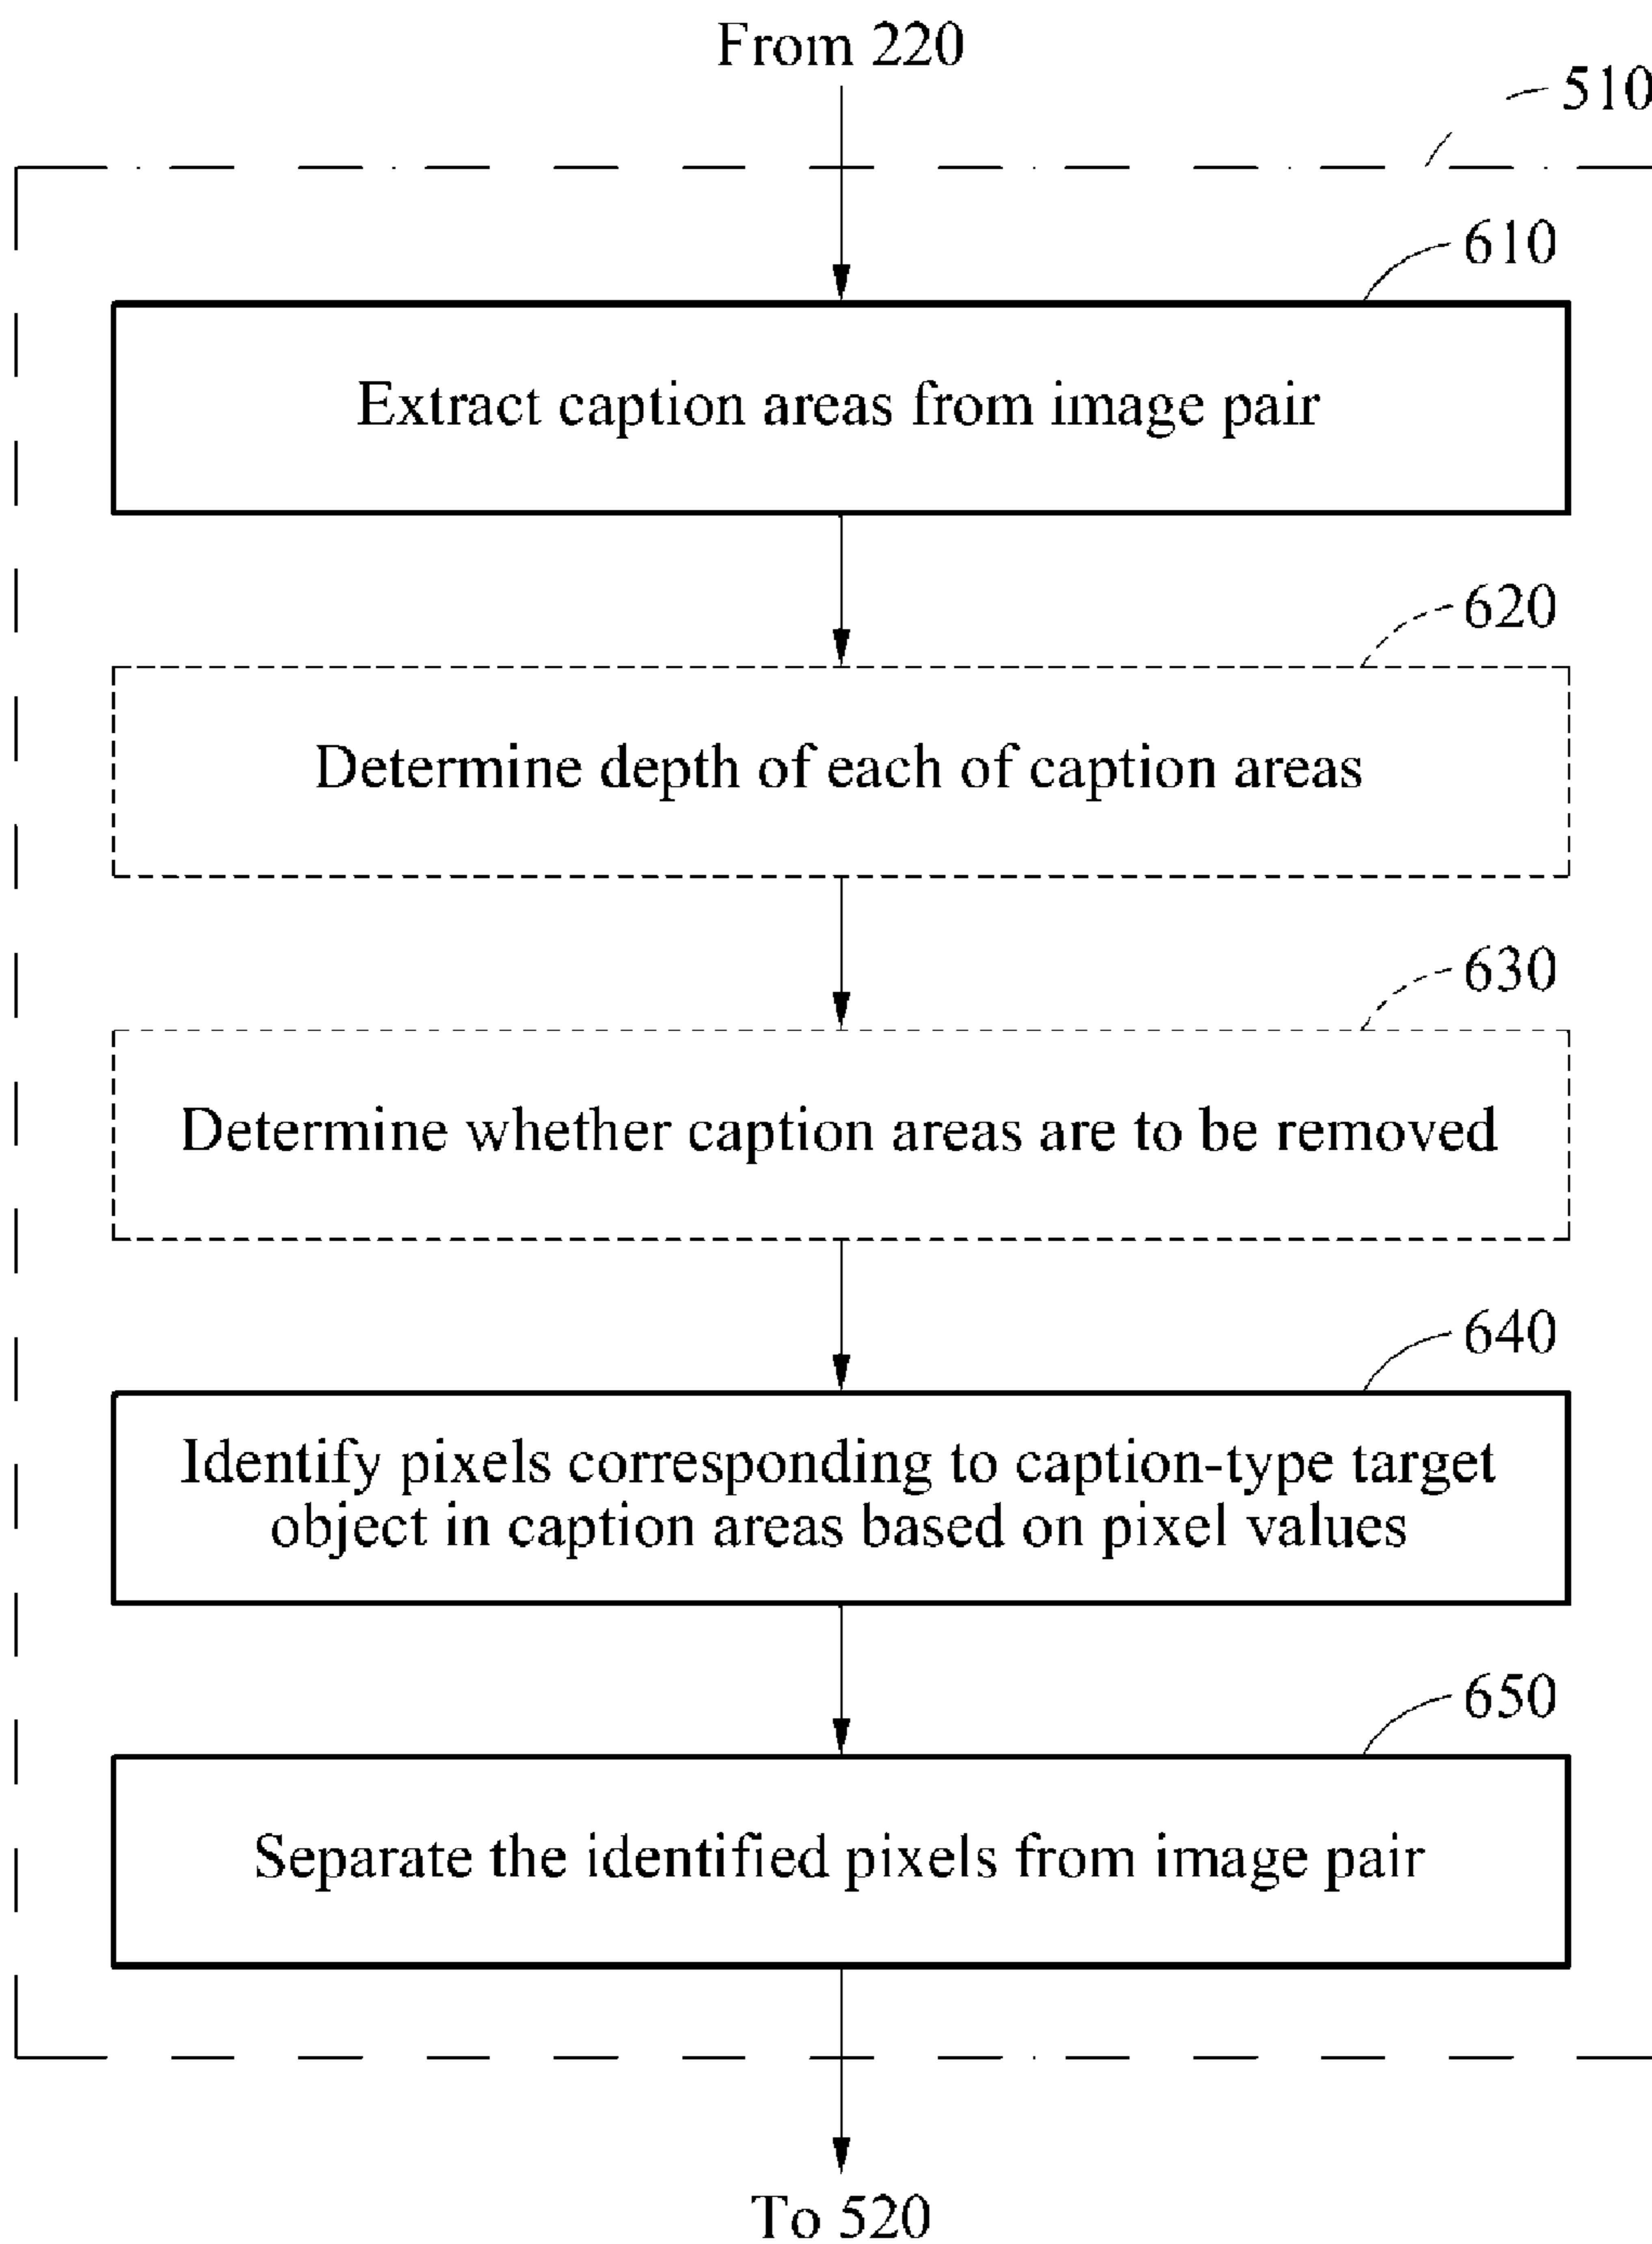 From 220
510
610
Extract caption areas from image pair
620
Determine depth of each of caption areas
630
Determine whether caption areas are to be removed
640
Identify pixels corresponding to caption-type target
object in caption areas based on pixel values
650
Separate the identified pixels from image pair
To 520